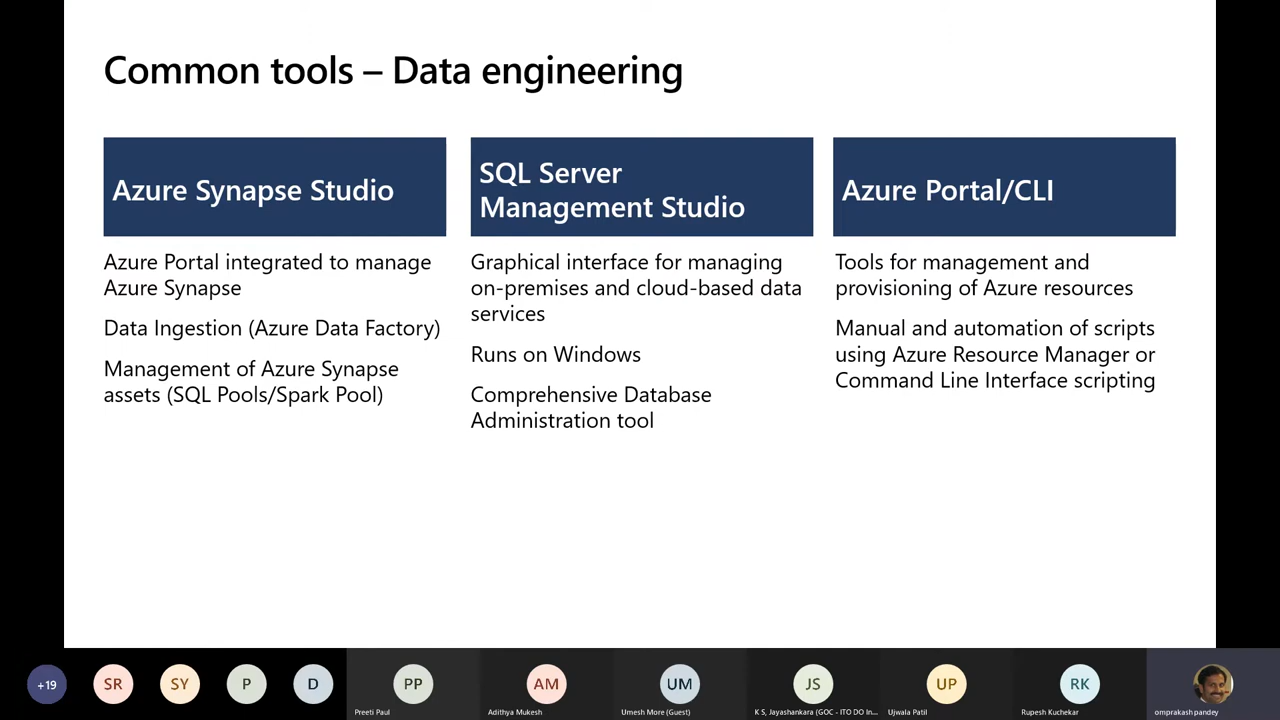 Common tools – Data engineering
Azure Synapse Studio
Azure Portal integrated to manage
Azure Synapse
Data Ingestion (Azure Data Factory)
Management of Azure Synapse
assets (SQL Pools/Spark Pool)
SQL Server
Management Studio
Graphical interface for managing
on-premises and cloud-based data
services
Runs on Windows
Comprehensive Database
Administration tool
Azure Portal/CLI
Tools for management and
provisioning of Azure resources
Manual and automation of scripts
using Azure Resource Manager or
Command Line Interface scripting
+19
SR
SY
P
D
PP
Preeti Paul
AM
Adithya Mukesh
UM
Umesh More (Guest)
JS
K S, Jayashankara (GOC - ITO DO In...
UP
Ujwala Patil
RK
Rupesh Kuchekar
omprakash pandey